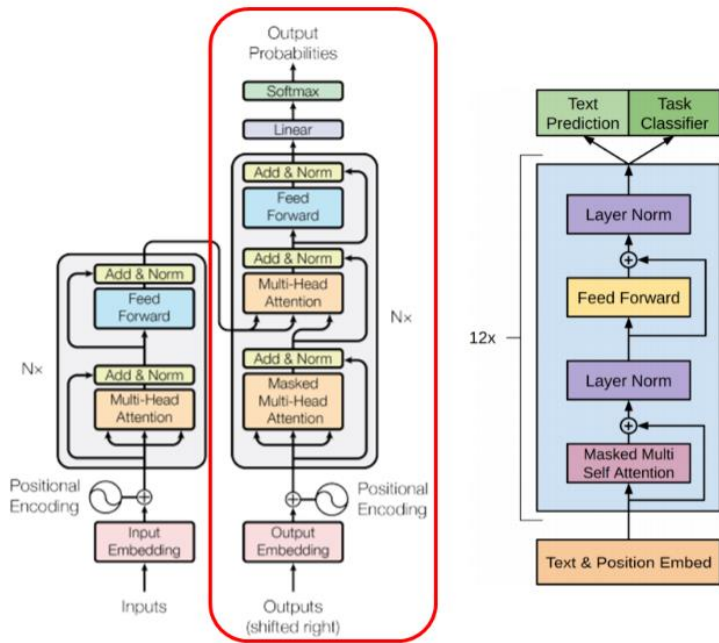 Output
Probabilities
Softmax
Linear
Add & Norm
Feed
Forward
Add & Norm
Multi-Head
Attention
Add & Norm
Masked
Multi-Head
Attention
Nx
Positional
Encoding
Output
Embedding
Outputs
(shifted right)
Add & Norm
Feed
Forward
Add & Norm
Multi-Head
Attention
Nx
Positional
Encoding
Input
Embedding
Inputs
Text
Prediction
Task
Classifier
Layer Norm
Feed Forward
12x
Layer Norm
Masked Multi
Self Attention
Text & Position Embed